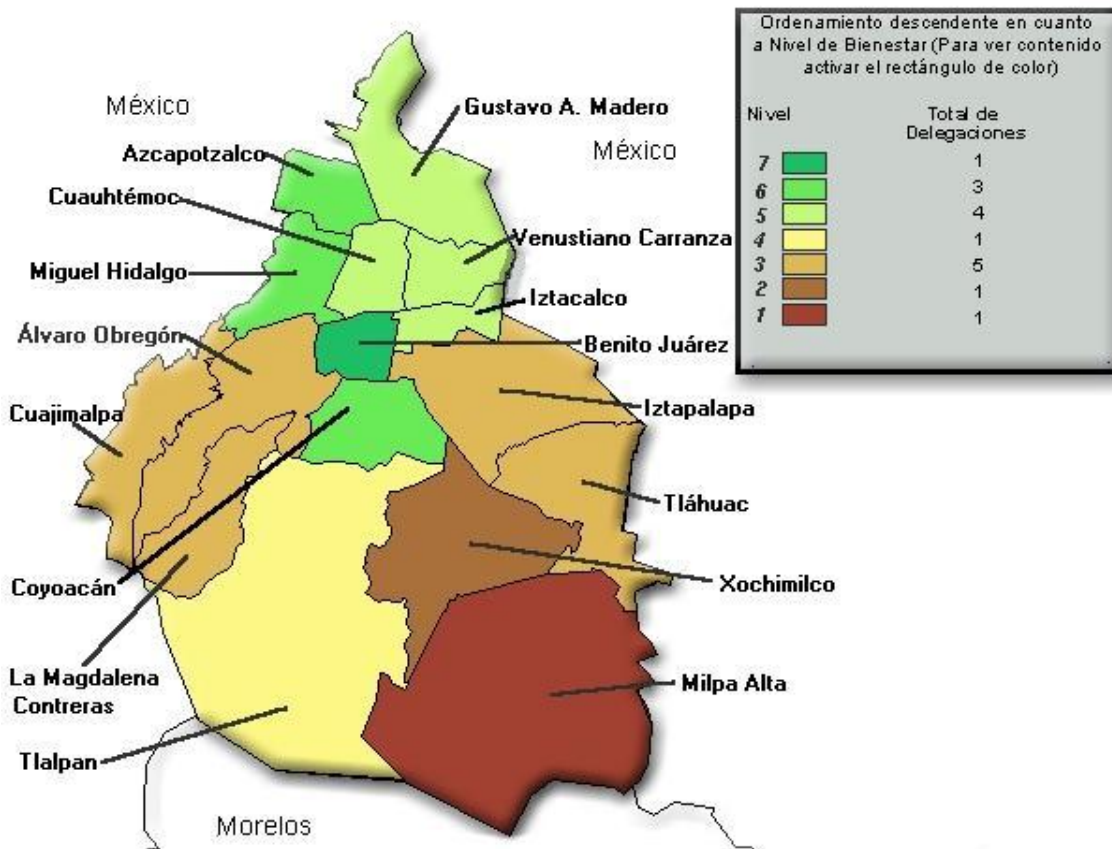 Ordenamiento descendente en cuanto
a Nivel de Bienestar (Para ver contenido
activar el rectángulo de color)
Nivel Total de
Delegaciones
7 1
6 3
5 4
4 1
3 5
2 1
1 1
México
Gustavo A. Madero
México
Azcapotzalco
Cuauhtémoc
Venustiano Carranza
Miguel Hidalgo
Iztacalco
Álvaro Obregón
Benito Juárez
Cuajimalpa
Iztapalapa
Tláhuac
Coyoacán
Xochimilco
La Magdalena
Contreras
Milpa Alta
Tlalpan
Morelos